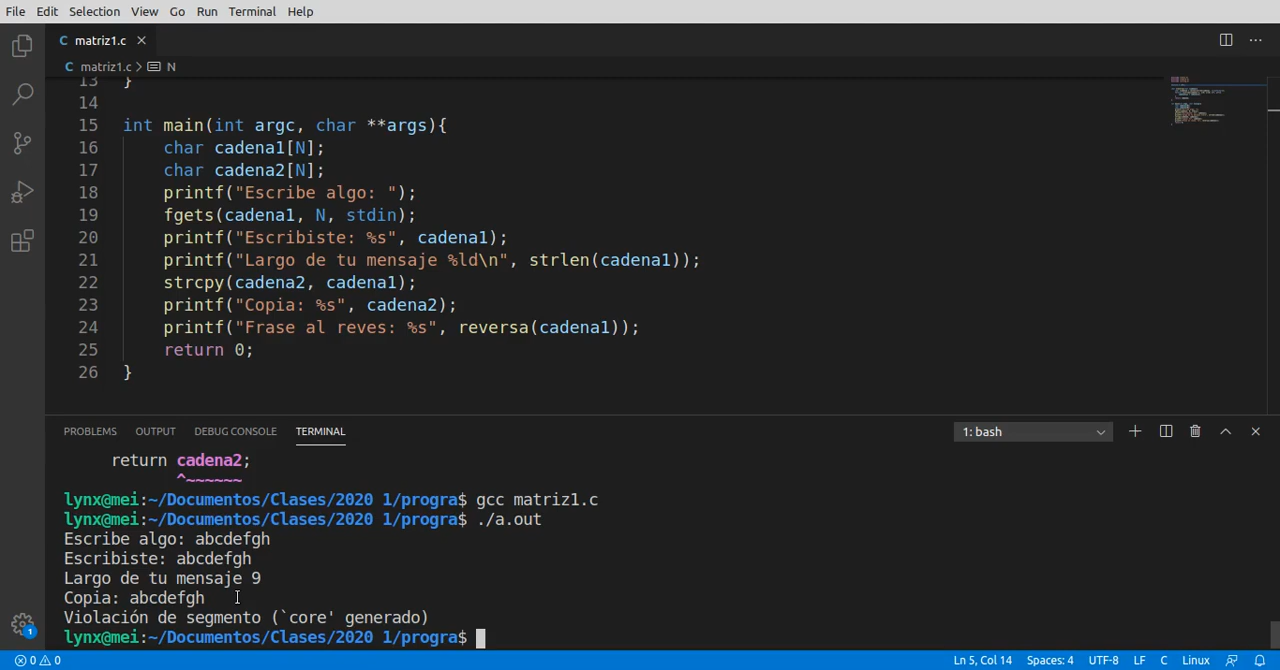 File Edit Selection View Go Run Terminal Help
C matriz1.c ×
C matriz1.c > N
13 }
14
15 int main(int argc, char **args){
16 char cadena1[N];
17 char cadena2[N];
18 printf("Escribe algo: ");
19 fgets(cadena1, N, stdin);
20 printf("Escribiste: %s", cadena1);
21 printf("Largo de tu mensaje %ld\n", strlen(cadena1));
22 strcpy(cadena2, cadena1);
23 printf("Copia: %s", cadena2);
24 printf("Frase al reves: %s", reversa(cadena1));
25 return 0;
26 }
PROBLEMS OUTPUT DEBUG CONSOLE TERMINAL 1: bash
return cadena2;
^~~~~~~
lynx@mei:~/Documentos/Clases/2020 1/progra$ gcc matriz1.c
lynx@mei:~/Documentos/Clases/2020 1/progra$ ./a.out
Escribe algo: abcdefgh
Escribiste: abcdefgh
Largo de tu mensaje 9
Copia: abcdefgh
Violación de segmento (`core' generado)
lynx@mei:~/Documentos/Clases/2020 1/progra$
1
0 0 Ln 5, Col 14 Spaces: 4 UTF-8 LF C Linux